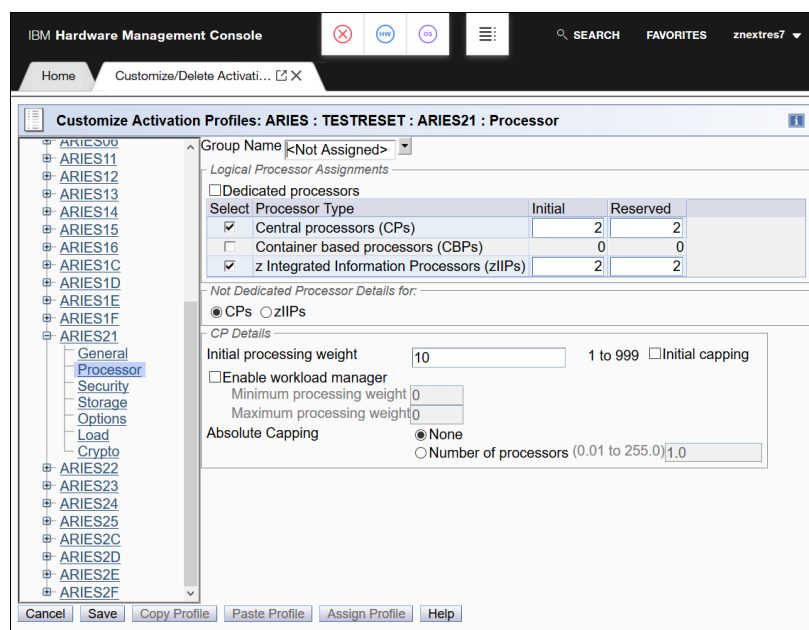 IBM Hardware Management Console
HW
OS
SEARCH
FAVORITES
znextres7
Home
Customize/Delete Activati...
Customize Activation Profiles: ARIES : TESTRESET : ARIES21 : Processor
i
ARIES06
ARIES11
ARIES12
ARIES13
ARIES14
ARIES15
ARIES16
ARIES1C
ARIES1D
ARIES1E
ARIES1F
ARIES21
General
Processor
Security
Storage
Options
Load
Crypto
ARIES22
ARIES23
ARIES24
ARIES25
ARIES2C
ARIES2D
ARIES2E
ARIES2F
Group Name <Not Assigned>
Logical Processor Assignments
Dedicated processors
Select Processor Type Initial Reserved
Central processors (CPs) 2 2
Container based processors (CBPs) 0 0
z Integrated Information Processors (zIIPs) 2 2
Not Dedicated Processor Details for:
CPs zIIPs
CP Details
Initial processing weight 10 1 to 999 Initial capping
Enable workload manager
Minimum processing weight 0
Maximum processing weight 0
Absolute Capping None
Number of processors (0.01 to 255.0) 1.0
Cancel Save Copy Profile Paste Profile Assign Profile Help